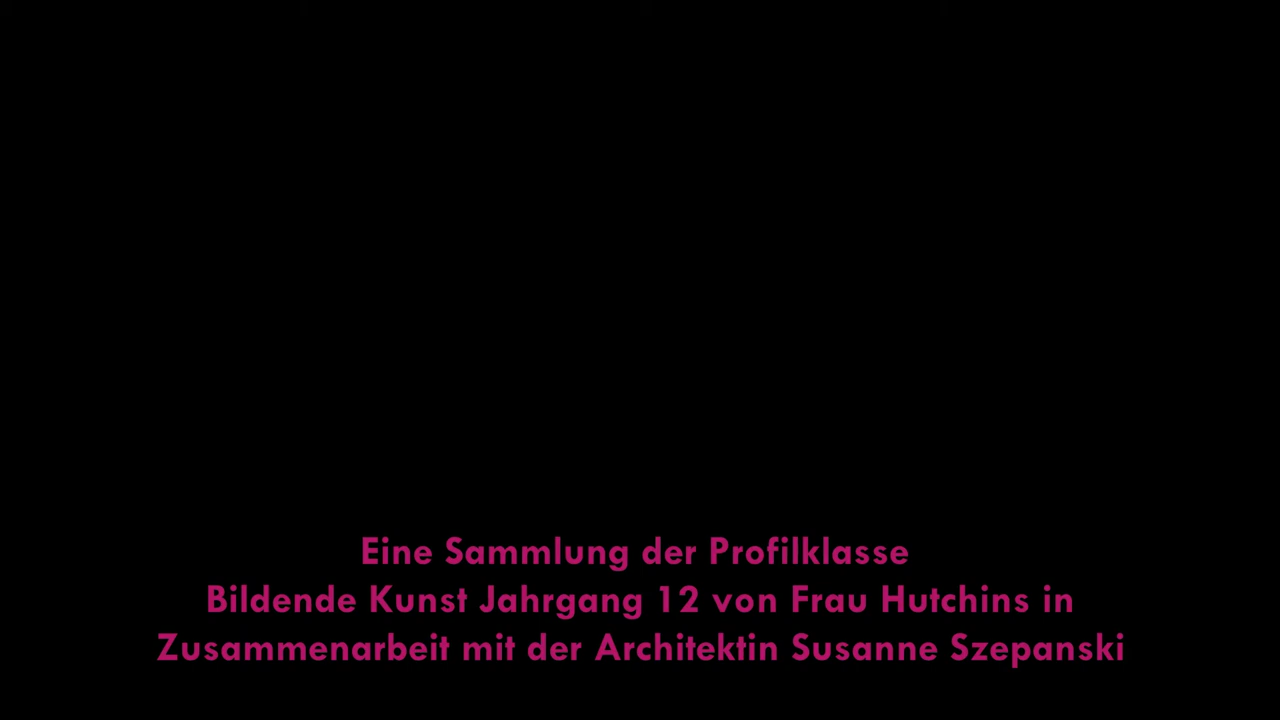 Eine Sammlung der Profilklasse
Bildende Kunst Jahrgang 12 von Frau Hutchins in
Zusammenarbeit mit der Architektin Susanne Szepanski